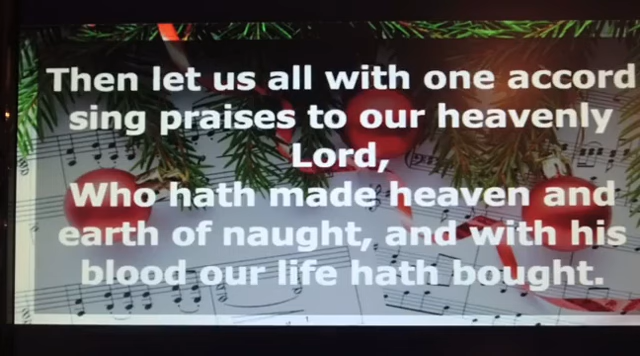 Then let us all with one accord
sing praises to our heavenly
Lord,
Who hath made heaven and
earth of naught, and with his
blood our life hath bought.